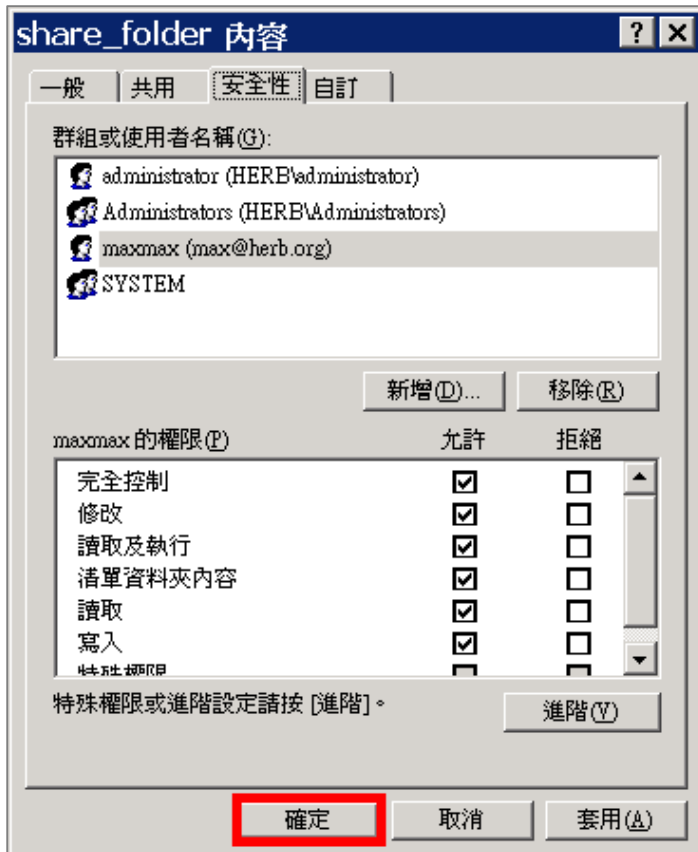 share_folder 內容
一般 共用 安全性 自訂
群組或使用者名稱(G):
administrator (HERB\administrator)
Administrators (HERB\Administrators)
maxmax (max@herb.org)
SYSTEM
新增(D)... 移除(R)
maxmax 的權限(P) 允許 拒絕
完全控制
修改
讀取及執行
清單資料夾內容
讀取
寫入
特殊權限
特殊權限或進階設定請按 [進階]。 進階(V)
確定 取消 套用(A)